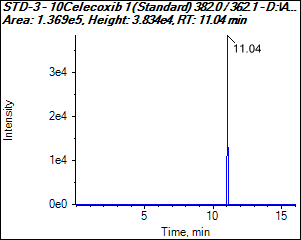 STD-3 - 10Celecoxib 1 (Standard) 382.0 / 362.1 - D:\A...
Area: 1.369e5, Height: 3.834e4, RT: 11.04 min
11.04
3e4
2e4
1e4
0e0
Intensity
5
10
15
Time, min